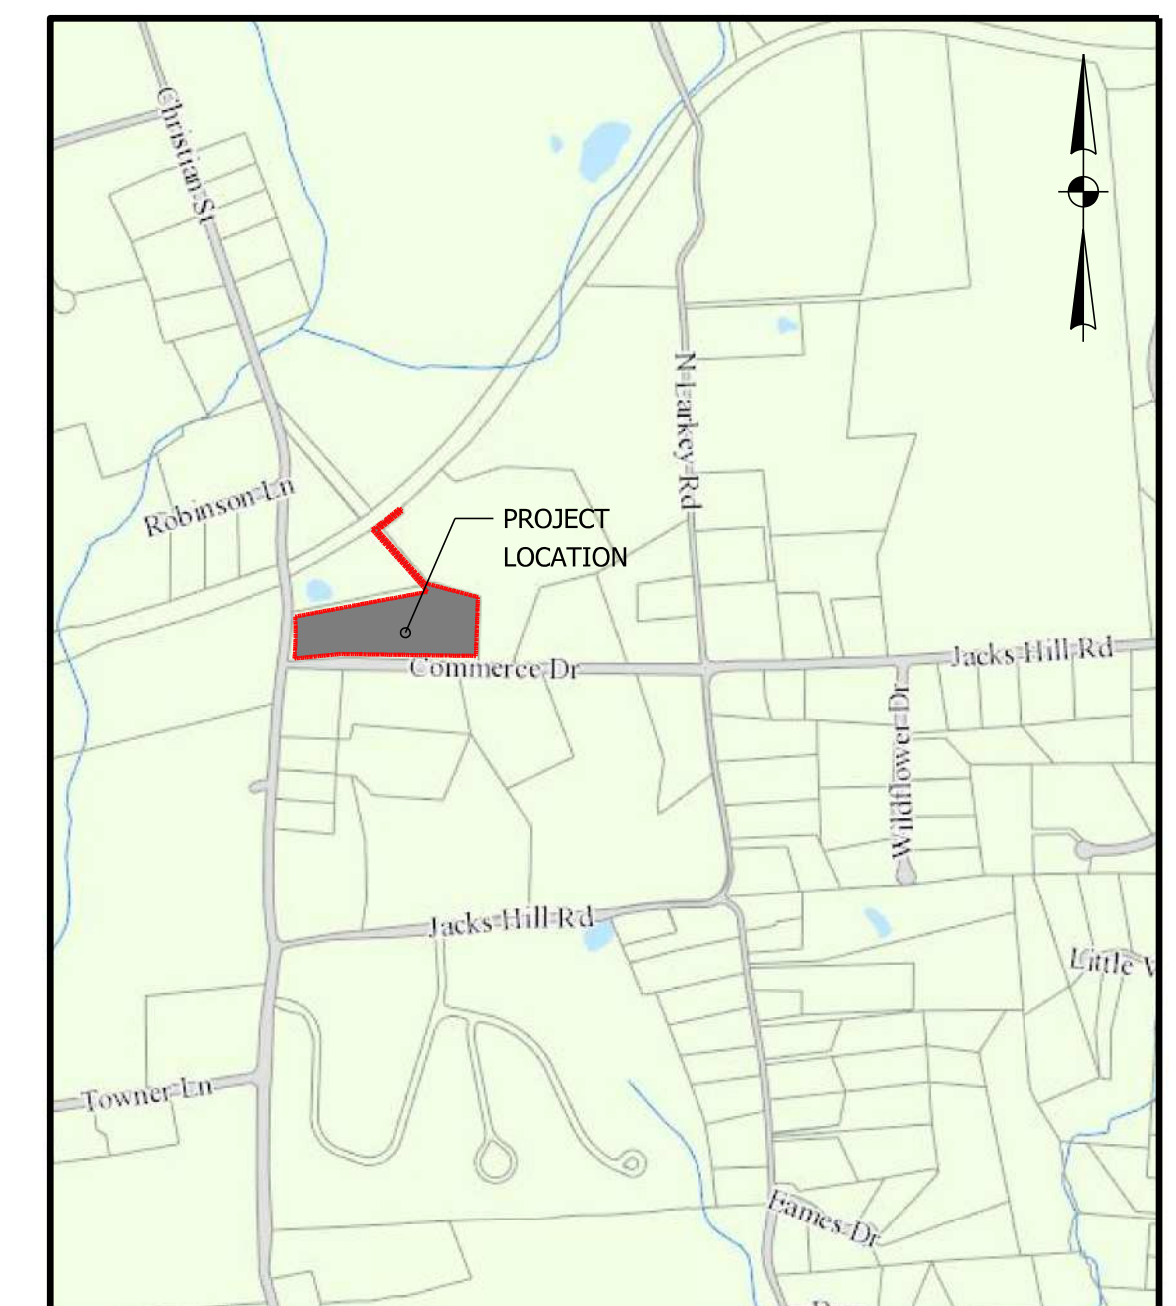 Christian St
N Larkey Rd
Robinson Ln
PROJECT
LOCATION
Commerce Dr
Jacks Hill Rd
Wildflower Dr
Jacks Hill Rd
Little
Towner Ln
Eames Dr